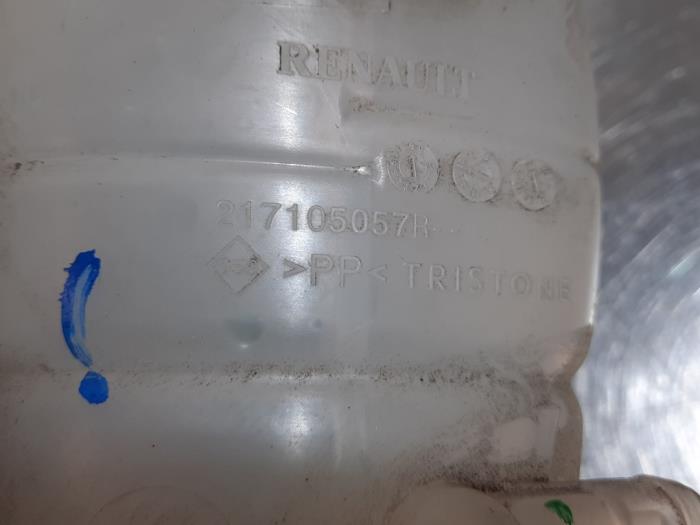 RENAULT
217105057R
>PP< TRISTONE